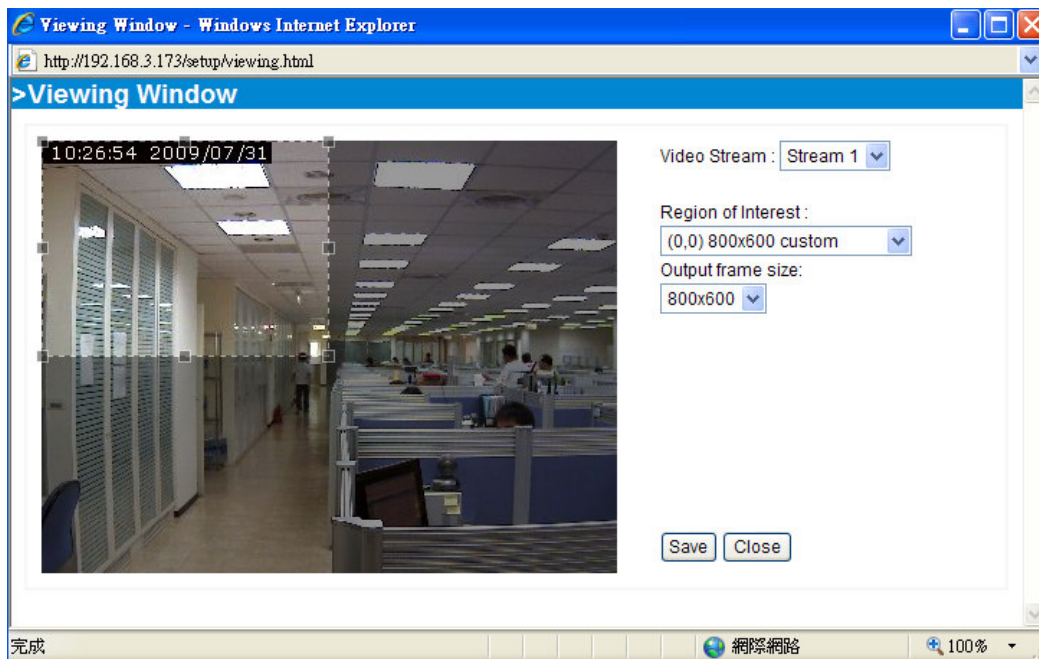 Viewing Window - Windows Internet Explorer
http://192.168.3.173/setup/viewing.html
>Viewing Window
10:26:54 2009/07/31
Video Stream : Stream 1
Region of Interest :
(0,0) 800x600 custom
Output frame size:
800x600
Save Close
完成 網際網路 100%